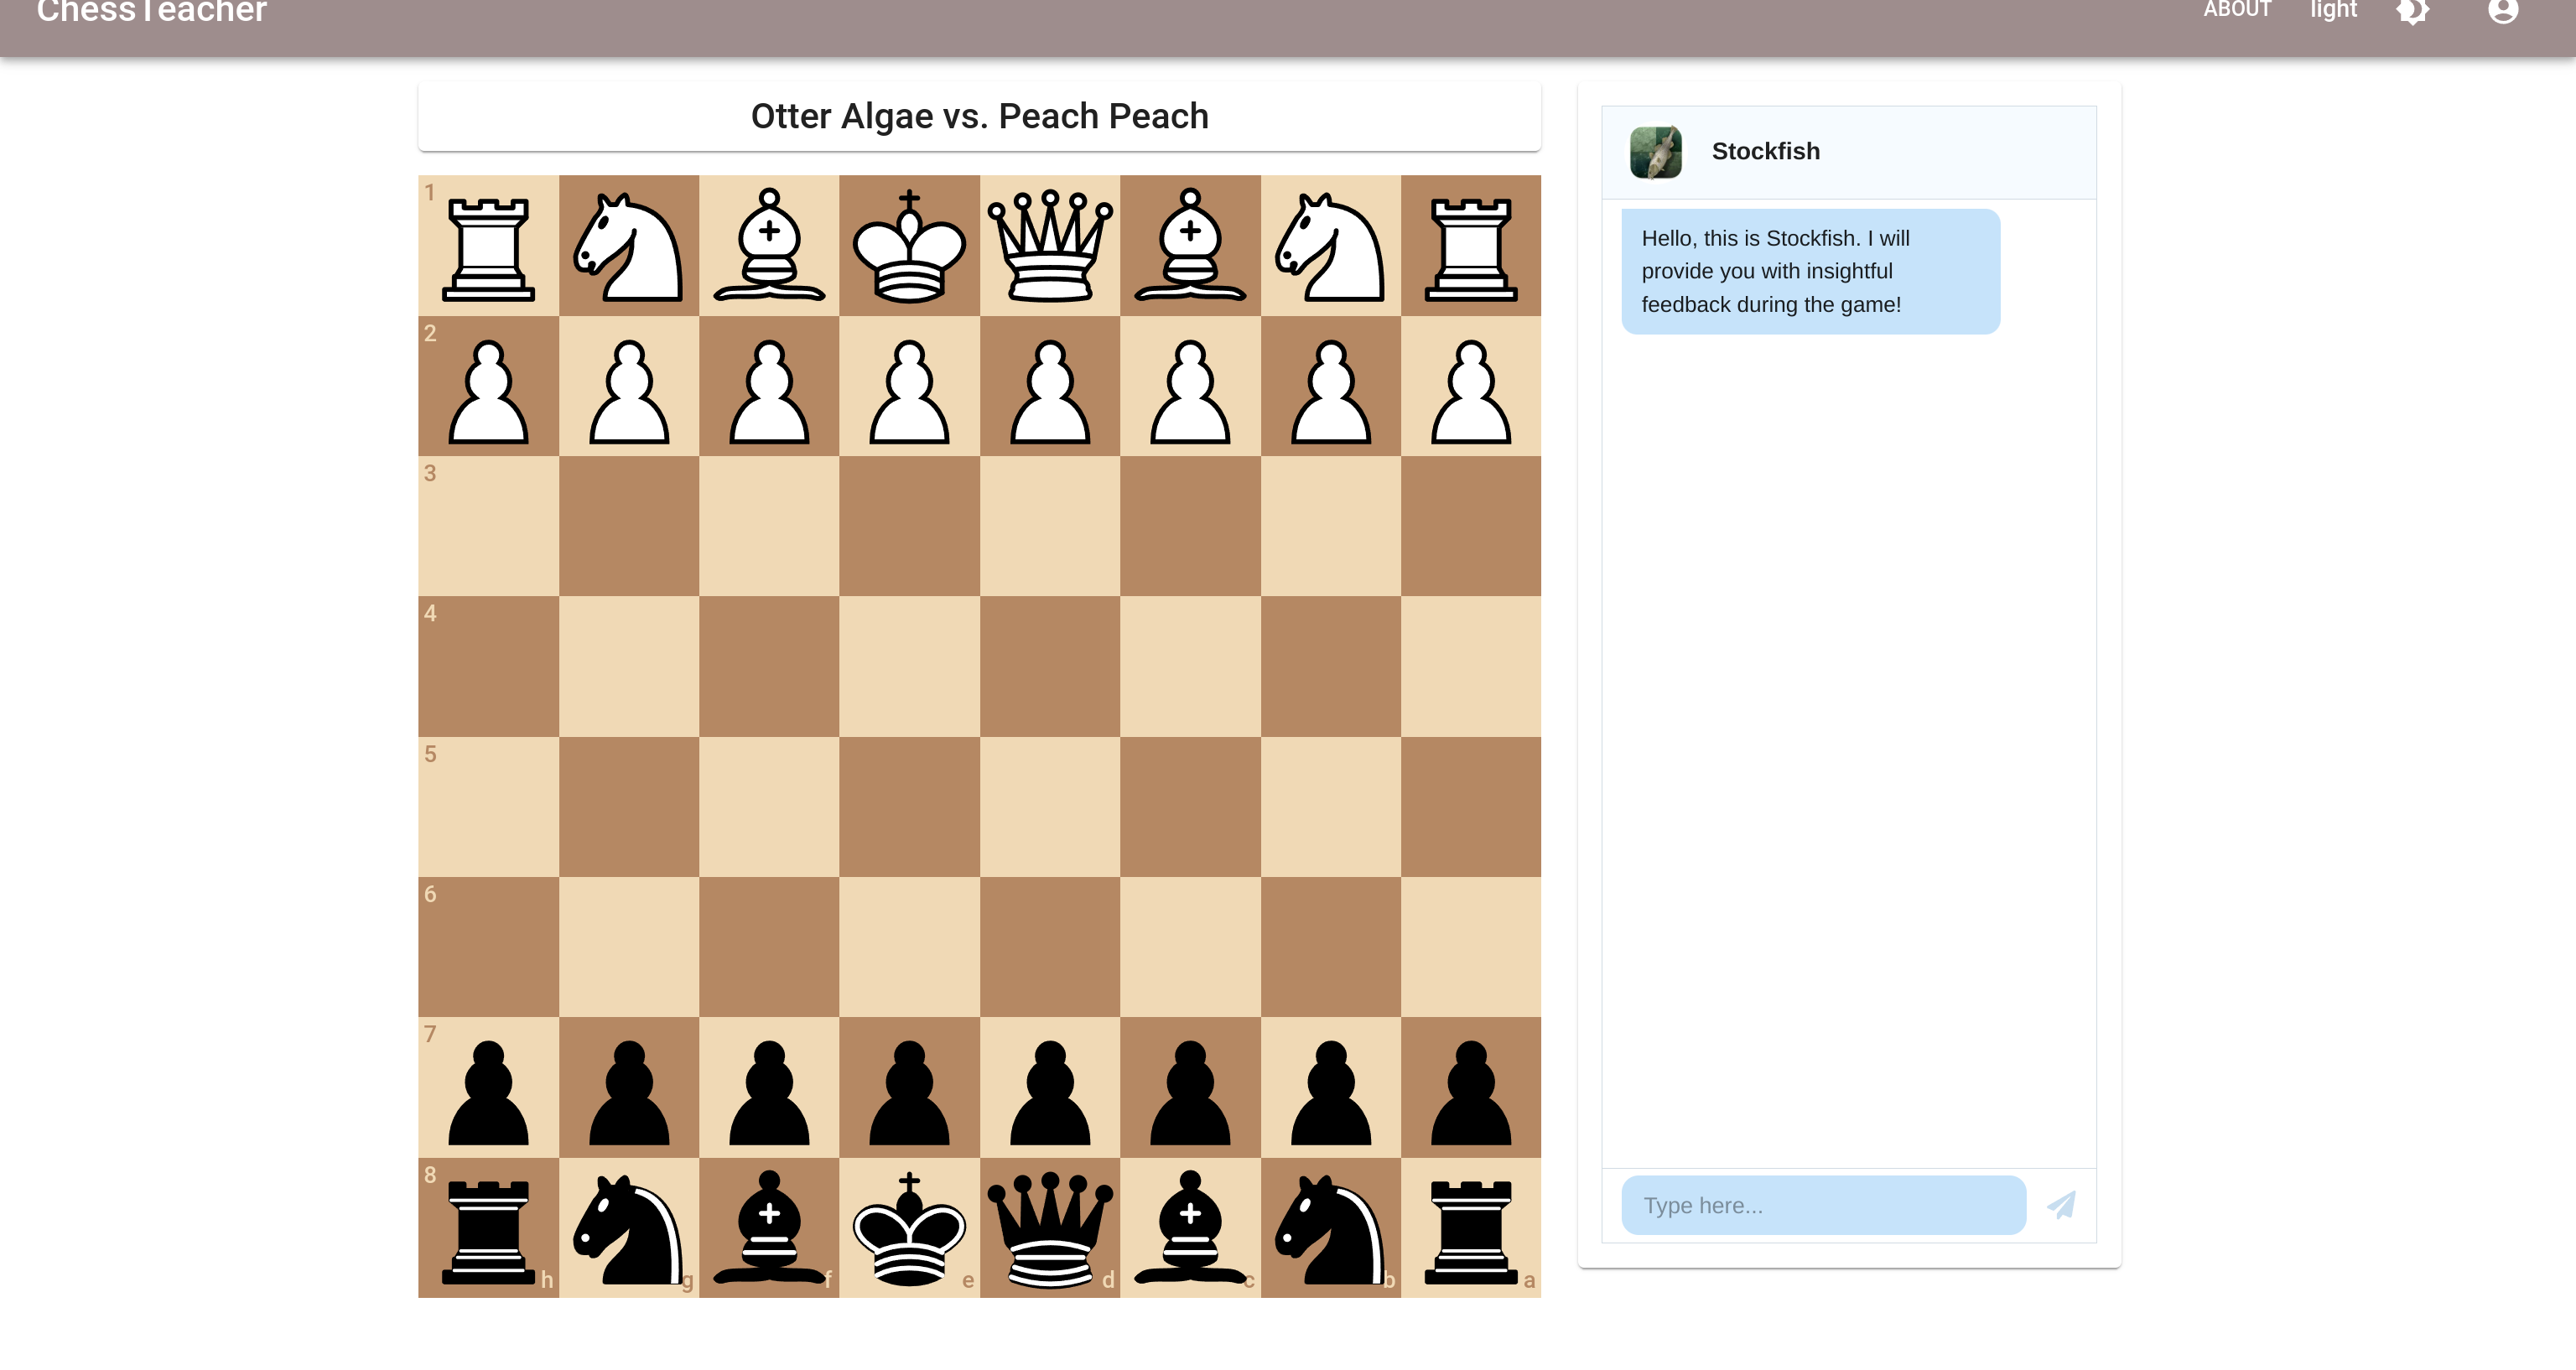 ChessTeacher
ABOUT light
Otter Algae vs. Peach Peach
Stockfish
Hello, this is Stockfish. I will
provide you with insightful
feedback during the game!
1
2
3
4
5
6
7
8
h g f e d c b a
Type here...